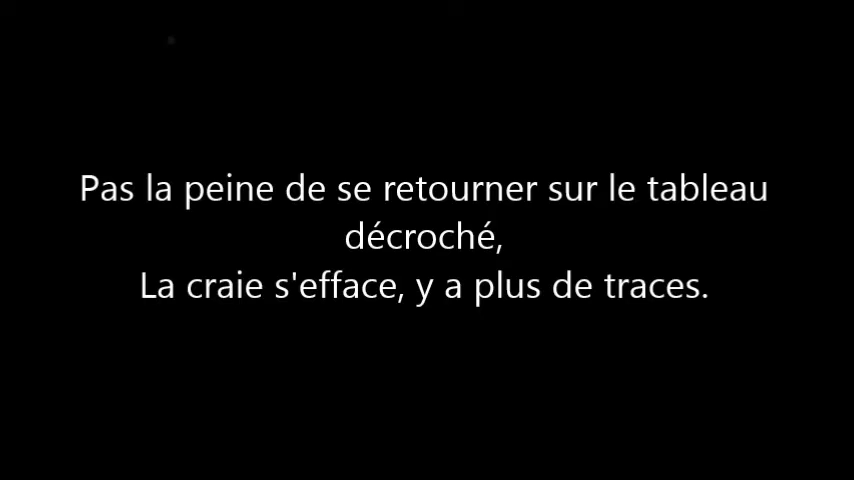 Pas la peine de se retourner sur le tableau
décroché,
La craie s'efface, y a plus de traces.